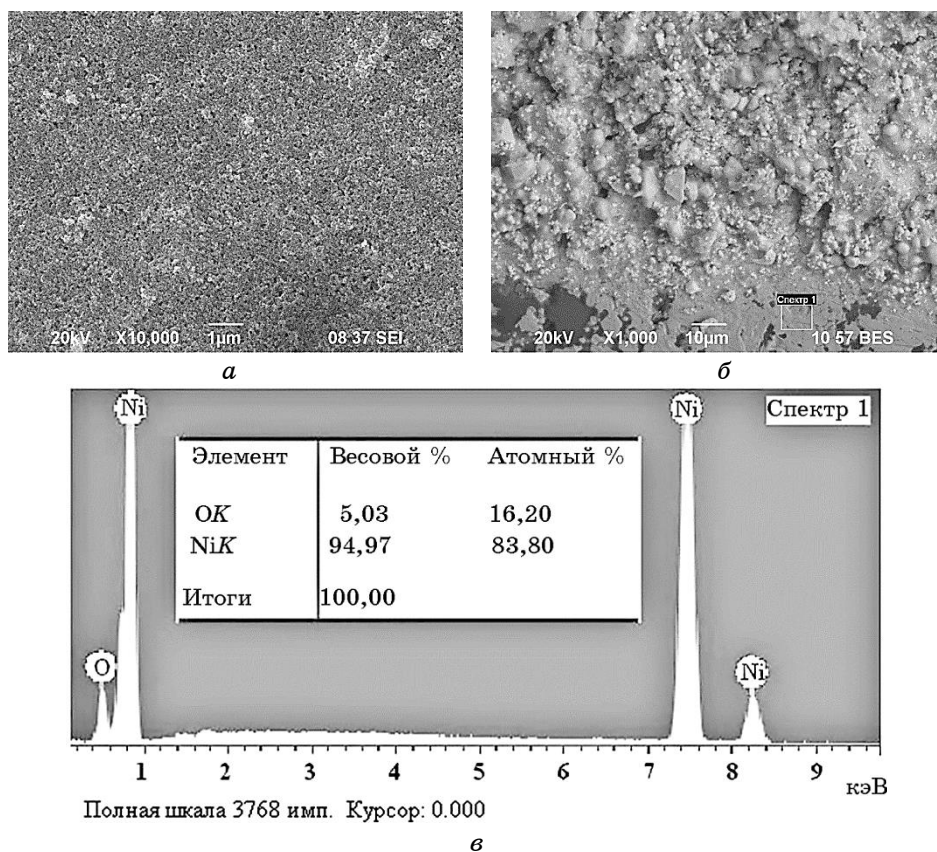 20kV X10,000 1µm 08 37 SEI
а
Спектр 1
20kV X1,000 10µm 10 57 BES
б
Ni
Ni
Спектр 1
Элемент Весовой % Атомный %
OK 5,03 16,20
NiK 94,97 83,80
Итоги 100,00
O
Ni
1 2 3 4 5 6 7 8 9
кэВ
Полная шкала 3768 имп. Курсор: 0.000
в